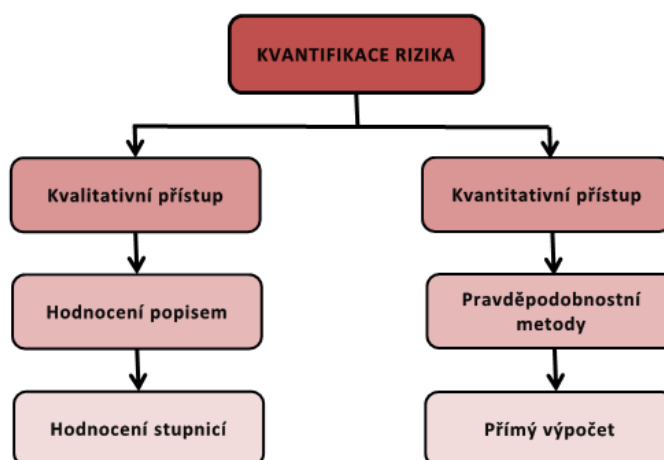 KVANTIFIKACE RIZIKA
Kvalitativní přístup
Kvantitativní přístup
Hodnocení popisem
Pravděpodobnostní
metody
Hodnocení stupnicí
Přímý výpočet